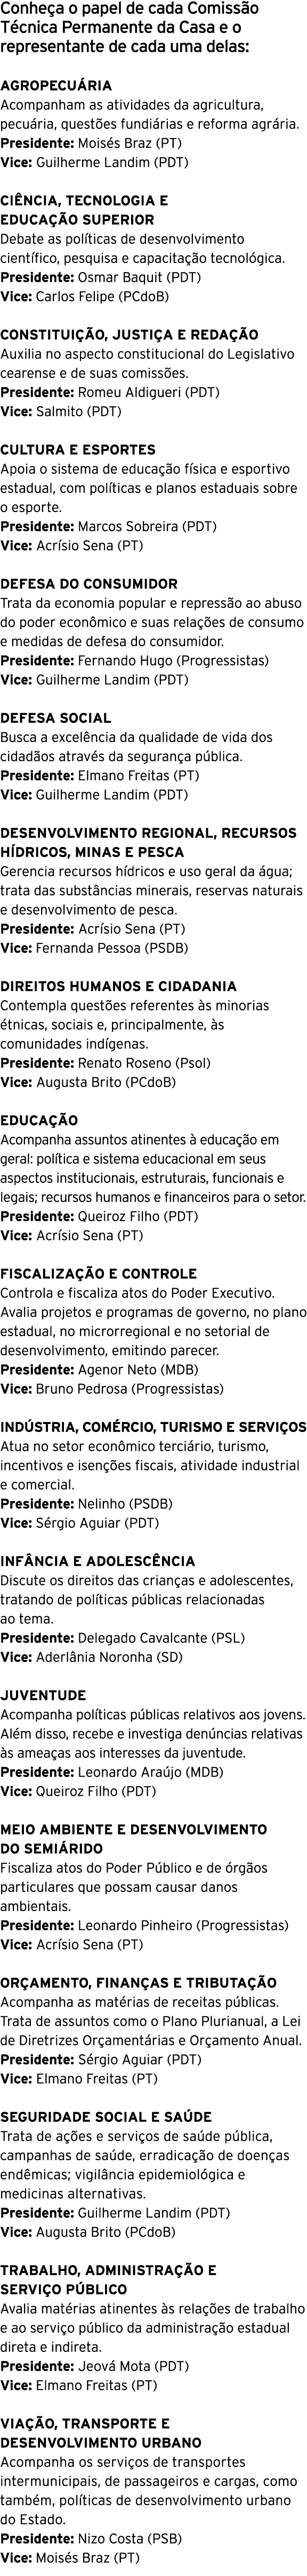 Conheça o papel de cada Comissão
Técnica Permanente da Casa e o
representante de cada uma delas:
AGROPECUÁRIA
Acompanham as atividades da agricultura,
pecuária, questões fundiárias e reforma agrária.
Presidente: Moisés Braz (PT)
Vice: Guilherme Landim (PDT)
CIÊNCIA, TECNOLOGIA E
EDUCAÇÃO SUPERIOR
Debate as políticas de desenvolvimento
científico, pesquisa e capacitação tecnológica.
Presidente: Osmar Baquit (PDT)
Vice: Carlos Felipe (PCdoB)
CONSTITUIÇÃO, JUSTIÇA E REDAÇÃO
Auxilia no aspecto constitucional do Legislativo
cearense e de suas comissões.
Presidente: Romeu Aldigueri (PDT)
Vice: Salmito (PDT)
CULTURA E ESPORTES
Apoia o sistema de educação física e esportivo
estadual, com políticas e planos estaduais sobre
o esporte.
Presidente: Marcos Sobreira (PDT)
Vice: Acrísio Sena (PT)
DEFESA DO CONSUMIDOR
Trata da economia popular e repressão ao abuso
do poder econômico e suas relações de consumo
e medidas de defesa do consumidor.
Presidente: Fernando Hugo (Progressistas)
Vice: Guilherme Landim (PDT)
DEFESA SOCIAL
Busca a excelência da qualidade de vida dos
cidadãos através da segurança pública.
Presidente: Elmano Freitas (PT)
Vice: Guilherme Landim (PDT)
DESENVOLVIMENTO REGIONAL, RECURSOS
HÍDRICOS, MINAS E PESCA
Gerencia recursos hídricos e uso geral da água;
trata das substâncias minerais, reservas naturais
e desenvolvimento de pesca.
Presidente: Acrísio Sena (PT)
Vice: Fernanda Pessoa (PSDB)
DIREITOS HUMANOS E CIDADANIA
Contempla questões referentes às minorias
étnicas, sociais e, principalmente, às
comunidades indígenas.
Presidente: Renato Roseno (Psol)
Vice: Augusta Brito (PCdoB)
EDUCAÇÃO
Acompanha assuntos atinentes à educação em
geral: política e sistema educacional em seus
aspectos institucionais, estruturais, funcionais e
legais; recursos humanos e financeiros para o setor.
Presidente: Queiroz Filho (PDT)
Vice: Acrísio Sena (PT)
FISCALIZAÇÃO E CONTROLE
Controla e fiscaliza atos do Poder Executivo.
Avalia projetos e programas de governo, no plano
estadual, no microrregional e no setorial de
desenvolvimento, emitindo parecer.
Presidente: Agenor Neto (MDB)
Vice: Bruno Pedrosa (Progressistas)
INDÚSTRIA, COMÉRCIO, TURISMO E SERVIÇOS
Atua no setor econômico terciário, turismo,
incentivos e isenções fiscais, atividade industrial
e comercial.
Presidente: Nelinho (PSDB)
Vice: Sérgio Aguiar (PDT)
INFÂNCIA E ADOLESCÊNCIA
Discute os direitos das crianças e adolescentes,
tratando de políticas públicas relacionadas
ao tema.
Presidente: Delegado Cavalcante (PSL)
Vice: Aderlânia Noronha (SD)
JUVENTUDE
Acompanha políticas públicas relativos aos jovens.
Além disso, recebe e investiga denúncias relativas
às ameaças aos interesses da juventude.
Presidente: Leonardo Araújo (MDB)
Vice: Queiroz Filho (PDT)
MEIO AMBIENTE E DESENVOLVIMENTO
DO SEMIÁRIDO
Fiscaliza atos do Poder Público e de órgãos
particulares que possam causar danos
ambientais.
Presidente: Leonardo Pinheiro (Progressistas)
Vice: Acrísio Sena (PT)
ORÇAMENTO, FINANÇAS E TRIBUTAÇÃO
Acompanha as matérias de receitas públicas.
Trata de assuntos como o Plano Plurianual, a Lei
de Diretrizes Orçamentárias e Orçamento Anual.
Presidente: Sérgio Aguiar (PDT)
Vice: Elmano Freitas (PT)
SEGURIDADE SOCIAL E SAÚDE
Trata de ações e serviços de saúde pública,
campanhas de saúde, erradicação de doenças
endêmicas; vigilância epidemiológica e
medicinas alternativas.
Presidente: Guilherme Landim (PDT)
Vice: Augusta Brito (PCdoB)
TRABALHO, ADMINISTRAÇÃO E
SERVIÇO PÚBLICO
Avalia matérias atinentes às relações de trabalho
e ao serviço público da administração estadual
direta e indireta.
Presidente: Jeová Mota (PDT)
Vice: Elmano Freitas (PT)
VIAÇÃO, TRANSPORTE E
DESENVOLVIMENTO URBANO
Acompanha os serviços de transportes
intermunicipais, de passageiros e cargas, como
também, políticas de desenvolvimento urbano
do Estado.
Presidente: Nizo Costa (PSB)
Vice: Moisés Braz (PT)